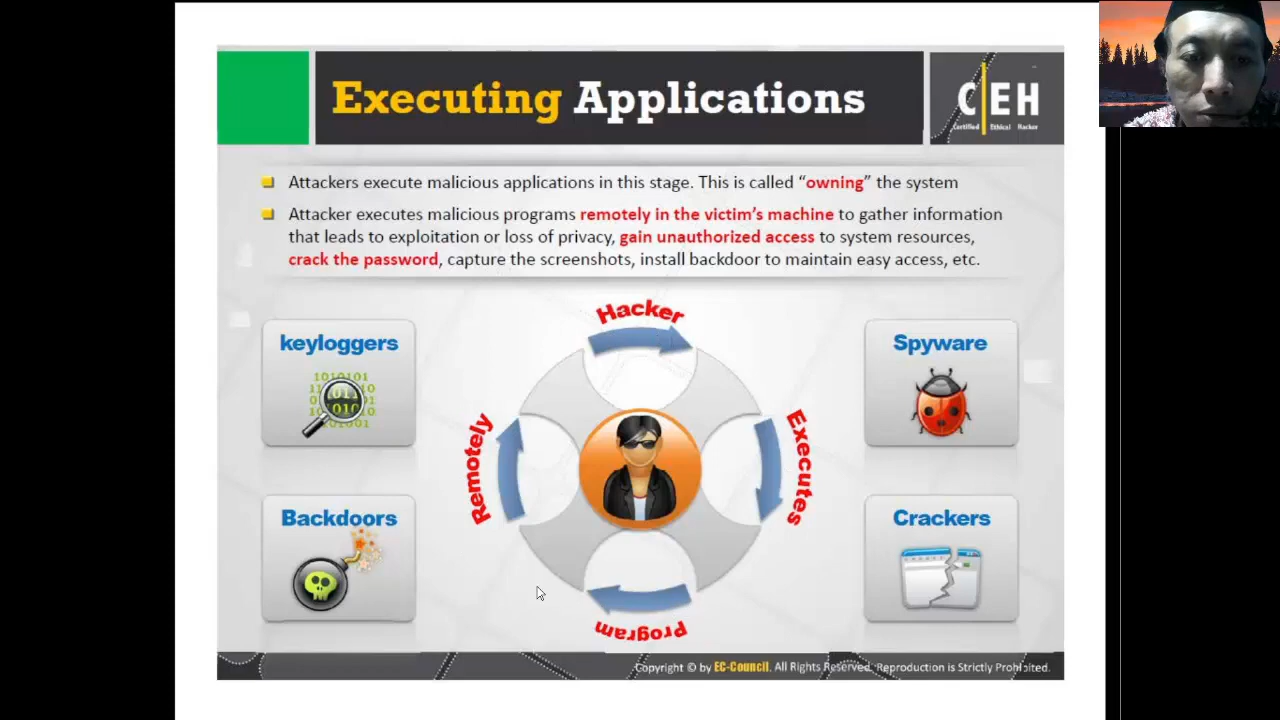 Executing Applications
C|EH
Certified Ethical Hacker
Attackers execute malicious applications in this stage. This is called “owning” the system
Attacker executes malicious programs remotely in the victim’s machine to gather information
that leads to exploitation or loss of privacy, gain unauthorized access to system resources,
crack the password, capture the screenshots, install backdoor to maintain easy access, etc.
keyloggers
1010101
Hacker
Executes
Program
Remotely
Spyware
Backdoors
Crackers
Copyright © by EC-Council. All Rights Reserved. Reproduction is Strictly Prohibited.